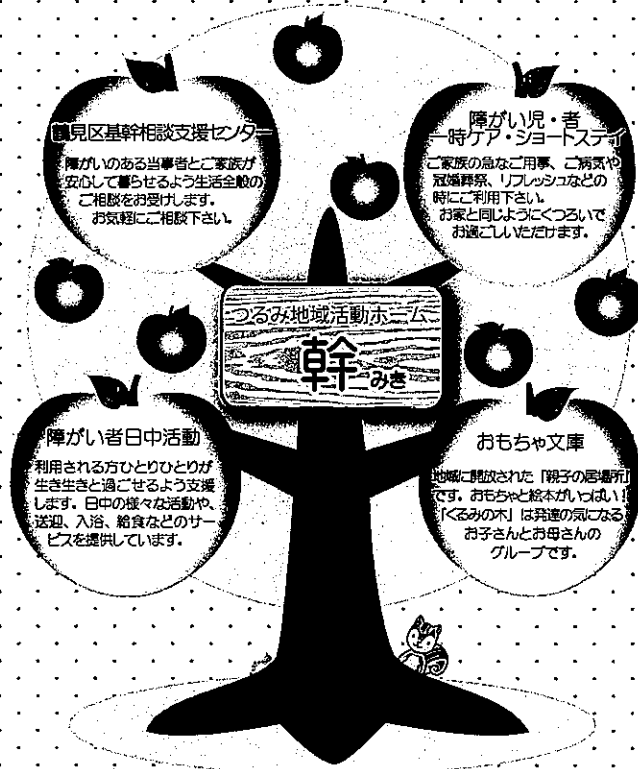 鶴見区基幹相談支援センター
障がいのある当事者とご家族が
安心して暮らせるよう生活全般の
ご相談をお受けします。
お気軽にご相談下さい。
障がい児・者
一時ケア・ショートステイ
ご家族の急なご用事、ご病気や
冠婚葬祭、リフレッシュなどの
時にご利用下さい。
お家と同じようにくつろいで
お過ごしいただけます。
つるみ地域活動ホーム
幹 みき
障がい者日中活動
利用される方ひとりひとりが
生き生きと過ごせるよう支援
します。日中の様々な活動や、
送迎、入浴、給食などのサー
ビスを提供しています。
おもちゃ文庫
地域に開放された「親子の居場所」
です。おもちゃと絵本がいっぱい!
「くるみの木」は発達の気になる
お子さんとお母さんの
グループです。